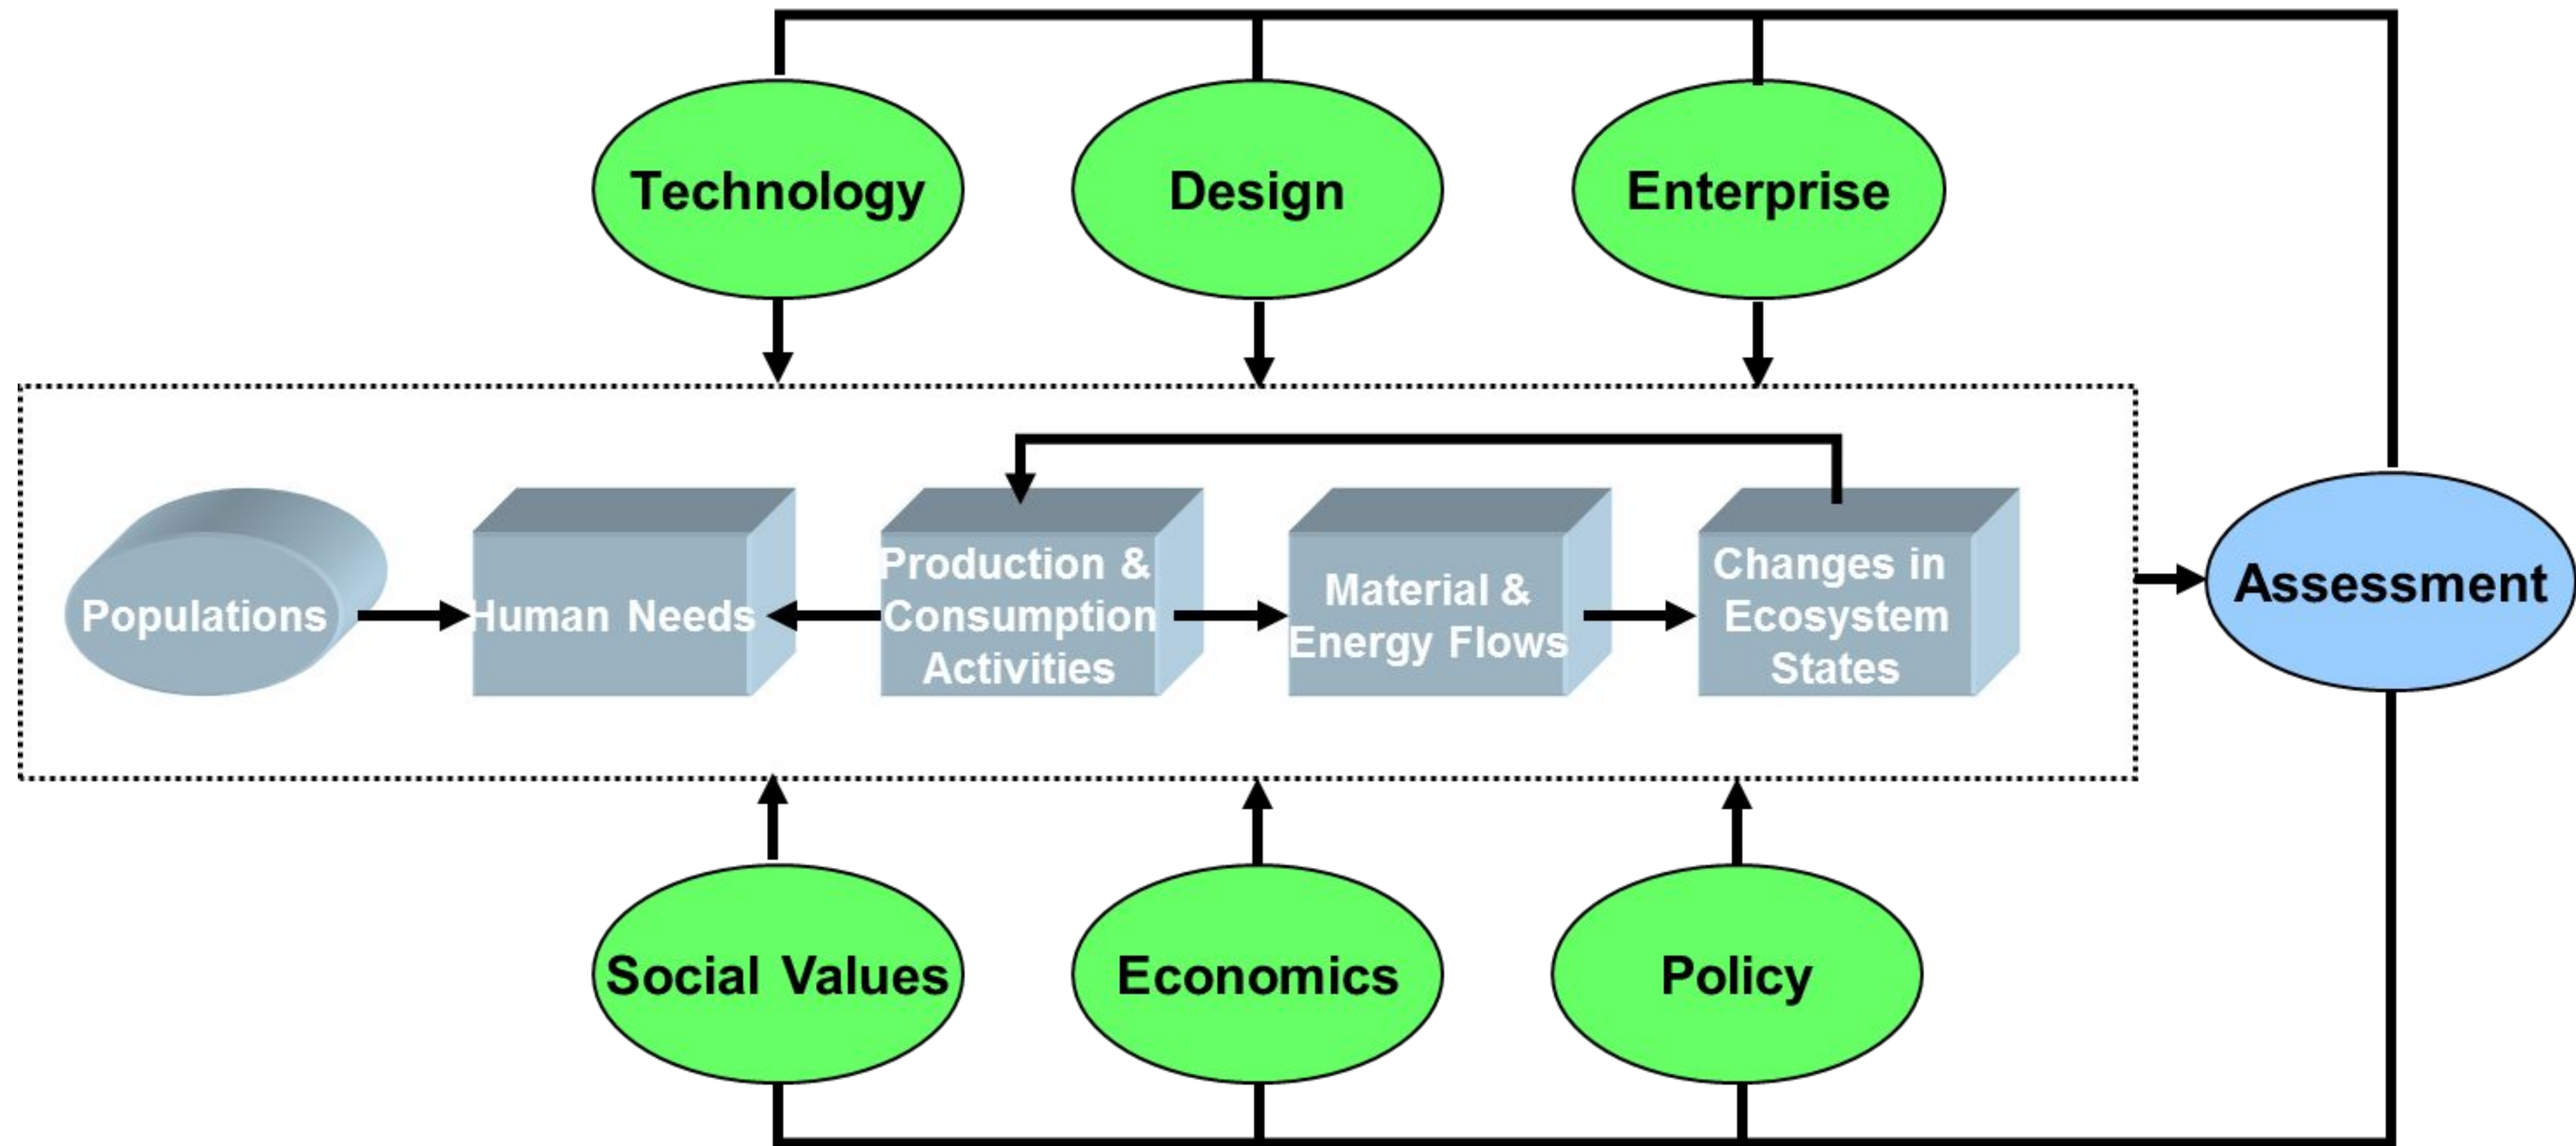 Technology
Design
Enterprise
Populations
Human Needs
Production &
Consumption
Activities
Material &
Energy Flows
Changes in
Ecosystem
States
Assessment
Social Values
Economics
Policy